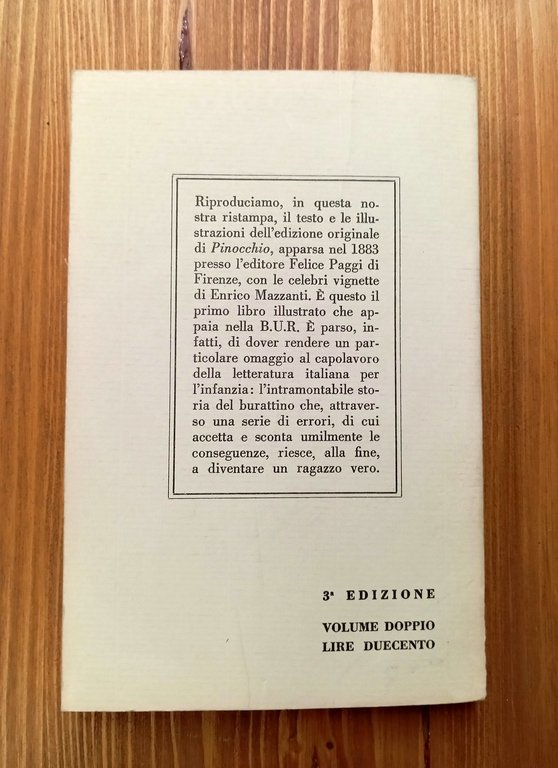 Riproduciamo, in questa no-
stra ristampa, il testo e le illu-
strazioni dell'edizione originale
di Pinocchio, apparsa nel 1883
presso l'editore Felice Paggi di
Firenze, con le celebri vignette
di Enrico Mazzanti. È questo il
primo libro illustrato che ap-
paia nella B.U.R. È parso, in-
fatti, di dover rendere un par-
ticolare omaggio al capolavoro
della letteratura italiana per
l'infanzia: l'intramontabile sto-
ria del burattino che, attraver-
so una serie di errori, di cui
accetta e sconta umilmente le
conseguenze, riesce, alla fine,
a diventare un ragazzo vero.
3ª EDIZIONE
VOLUME DOPPIO
LIRE DUECENTO